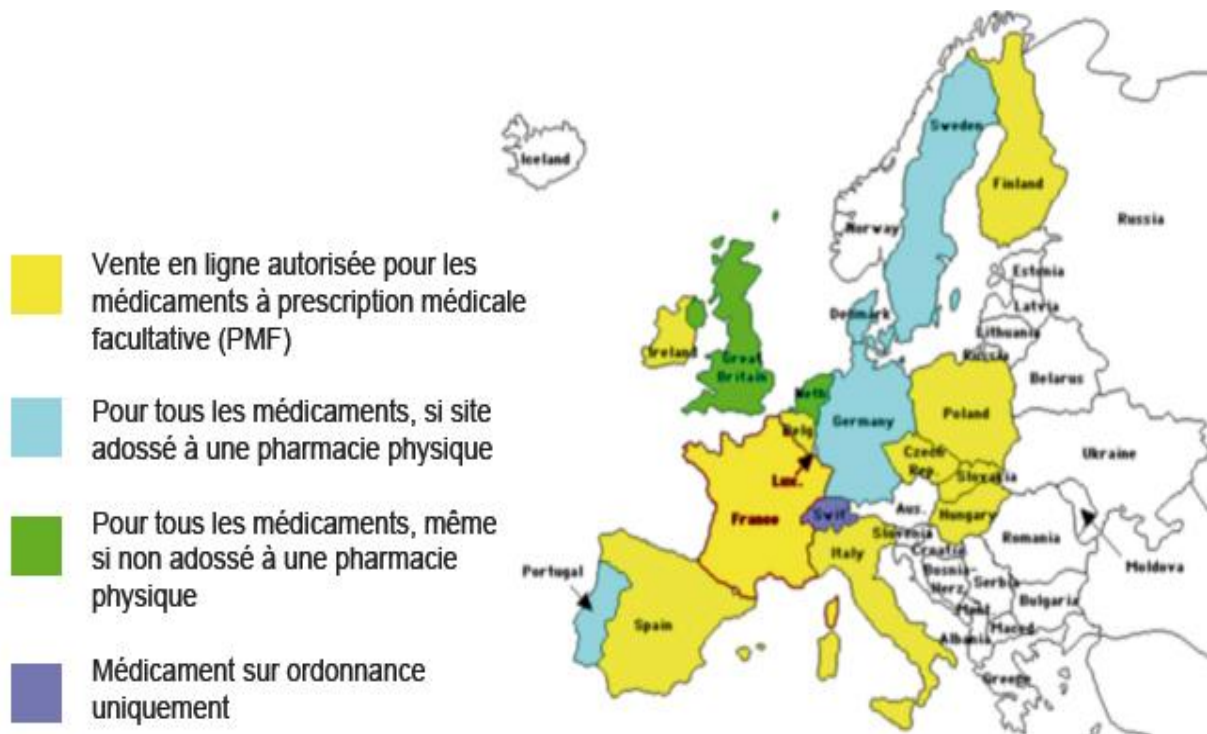 Vente en ligne autorisée pour les
médicaments à prescription médicale
facultative (PMF)
Pour tous les médicaments, si site
adossé à une pharmacie physique
Pour tous les médicaments, même
si non adossé à une pharmacie
physique
Médicament sur ordonnance
uniquement
Iceland
Sweden
Finland
Norway
Russia
Estonia
Latvia
Denmark
Lithuania
Russia
Ireland
Great
Britain
Neth.
Belarus
Poland
Germany
Belg
Czech
Rep
Ukraine
Slovakia
Lux.
Aus.
Hungary
France
Swit
Slovenia
Romania
Italy
Croatia
Moldova
Bosnia-
Herz.
Serbia
Portugal
Bulgaria
Mont
Spain
Maced.
Albania
Greece